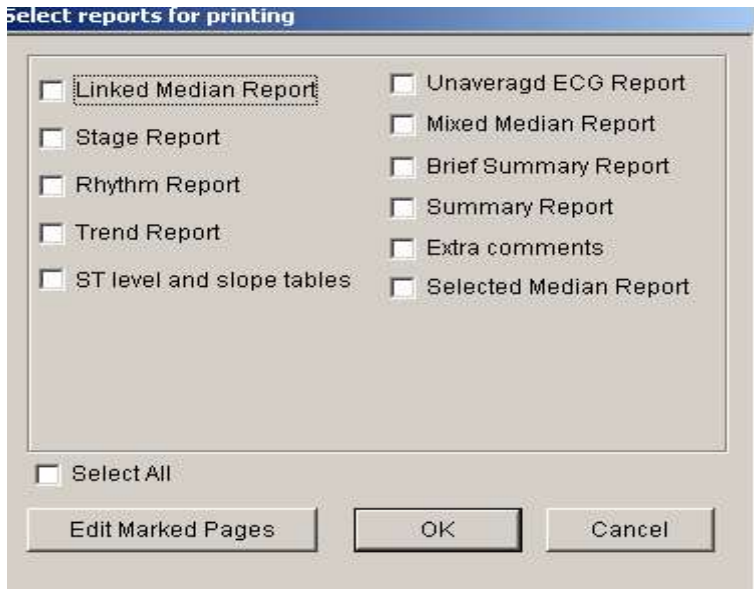 Select reports for printing
Linked Median Report
Stage Report
Rhythm Report
Trend Report
ST level and slope tables
Unaveragd ECG Report
Mixed Median Report
Brief Summary Report
Summary Report
Extra comments
Selected Median Report
Select All
Edit Marked Pages
OK
Cancel